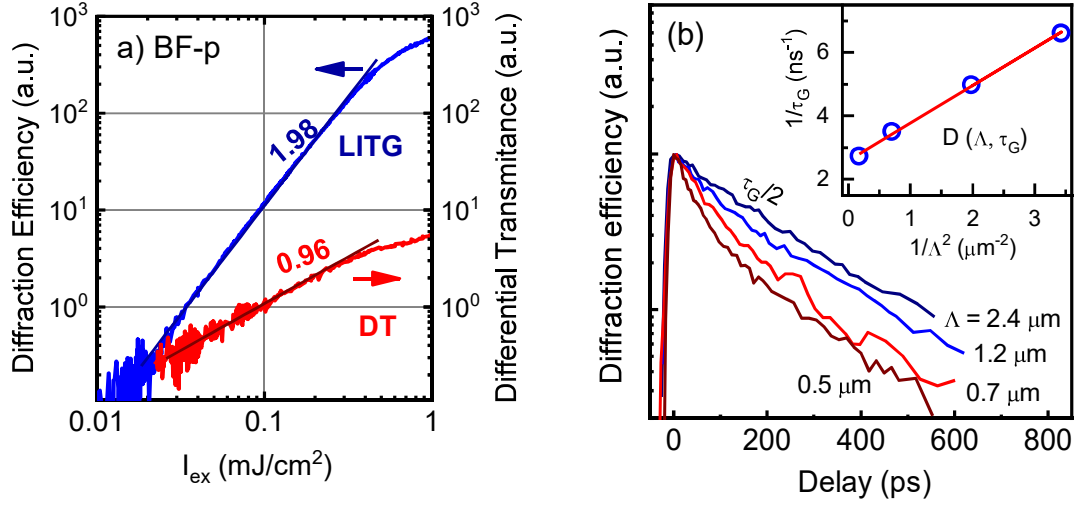 a) BF-p
Diffraction Efficiency (a.u.)
10³
10²
10¹
10⁰
1.98
LITG
0.96
DT
10³
10²
10¹
10⁰
Differential Transmitance (a.u.)
0.01
0.1
1
I_ex (mJ/cm²)
(b)
Diffraction efficiency (a.u.)
τ_G/2
Λ = 2.4 μm
1.2 μm
0.7 μm
0.5 μm
0
200
400
600
800
Delay (ps)
1/τ_G (ns⁻¹)
6
4
2
D (Λ, τ_G)
0
1
2
3
1/Λ² (μm⁻²)